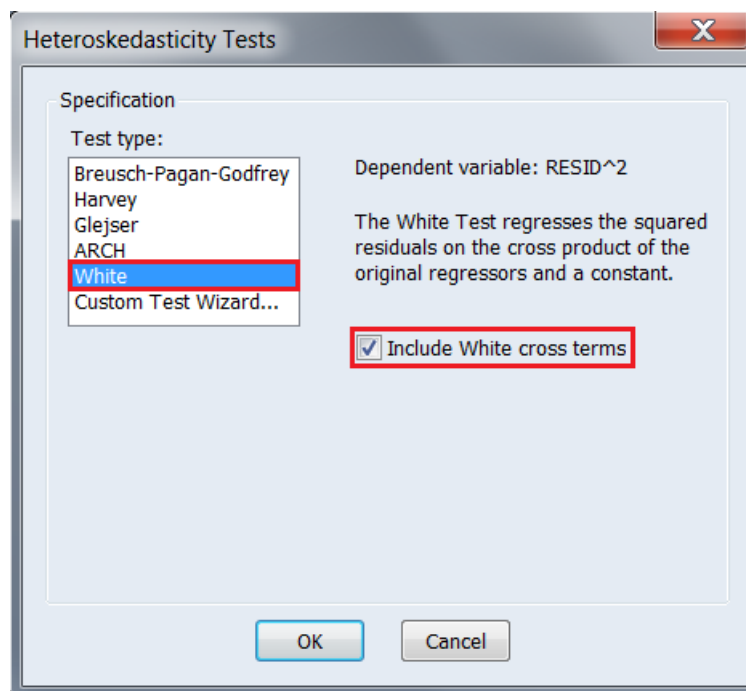 Heteroskedasticity Tests
X
Specification
Test type:
Breusch-Pagan-Godfrey
Harvey
Glejser
ARCH
White
Custom Test Wizard...
Dependent variable: RESID^2
The White Test regresses the squared
residuals on the cross product of the
original regressors and a constant.
Include White cross terms
OK
Cancel